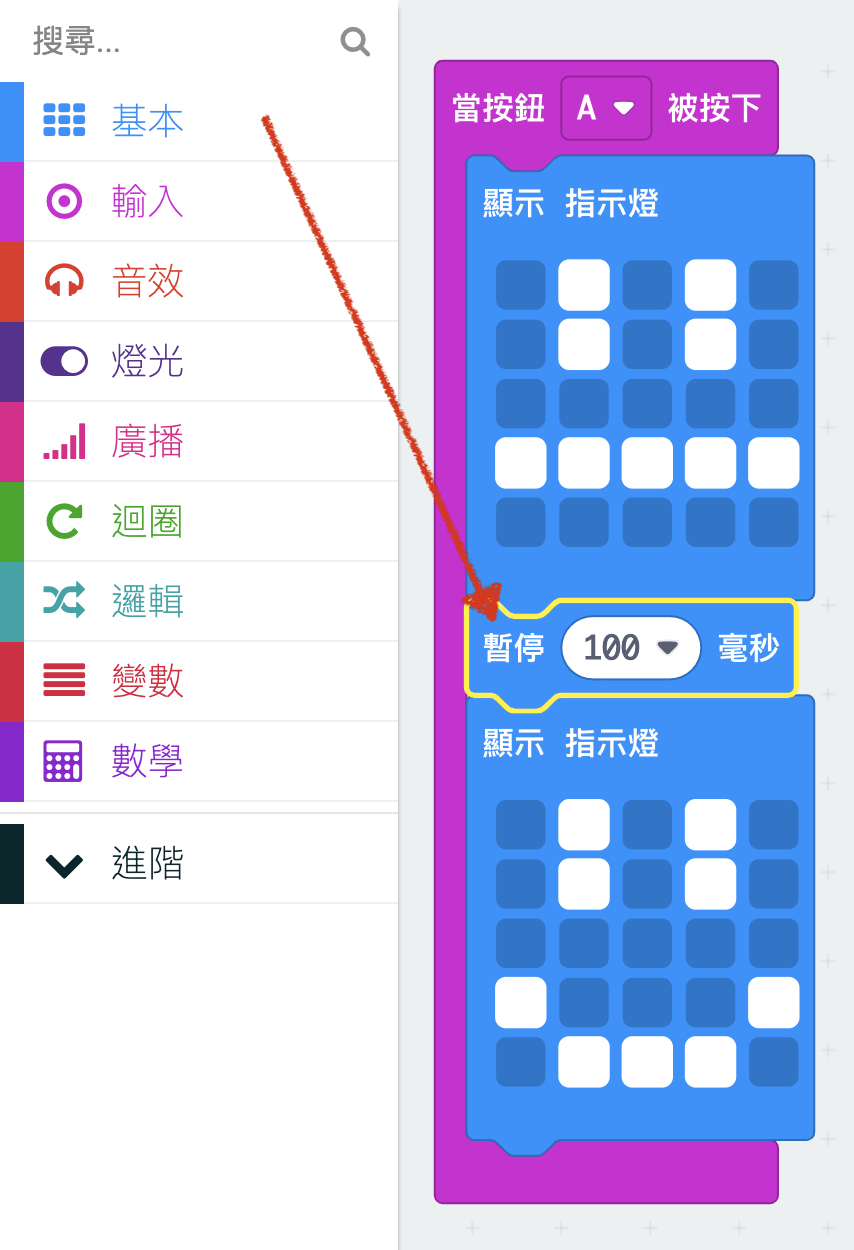 搜尋...
基本
輸入
音效
燈光
廣播
迴圈
邏輯
變數
數學
進階
當按鈕 A 被按下
顯示 指示燈
暫停 100 毫秒
顯示 指示燈